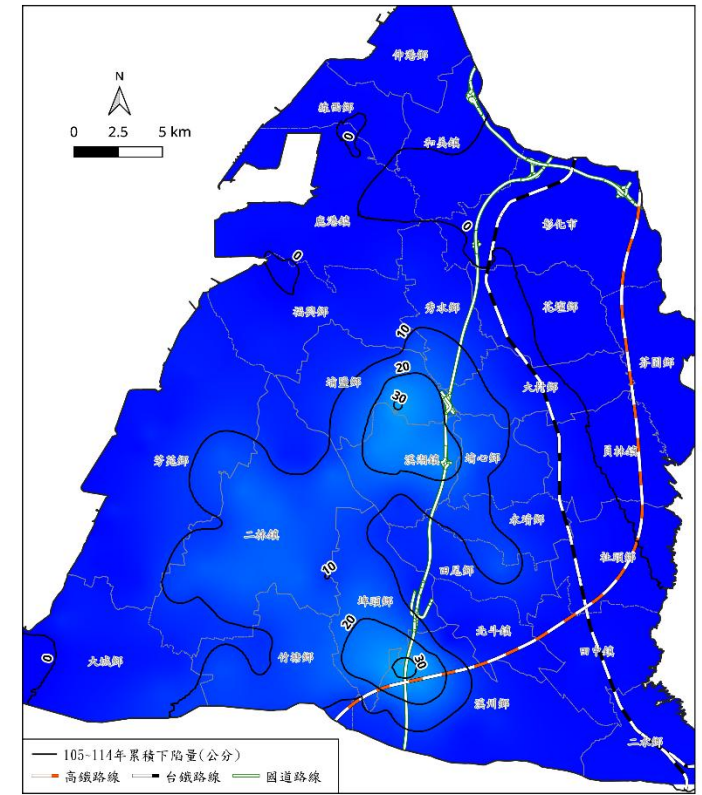 伸港鄉
N
線西鄉
0
2.5
5 km
0
和美鎮
鹿港鎮
0
彰化市
0
福興鄉
秀水鄉
花壇鄉
10
芬園鄉
20
埔鹽鄉
大村鄉
30
員林鎮
芳苑鄉
溪湖鎮
埔心鄉
永靖鄉
二林鎮
社頭鄉
10
田尾鄉
埤頭鄉
20
北斗鎮
田中鎮
0
大城鄉
竹塘鄉
30
溪州鄉
二水鄉
105~114年累積下陷量(公分)
高鐵路線 台鐵路線 國道路線